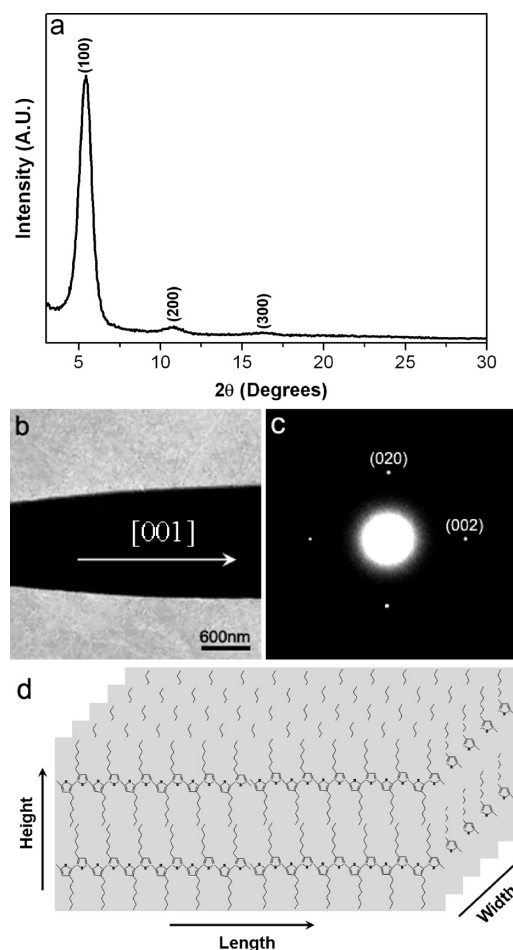 a
(100)
(200)
(300)
Intensity (A.U.)
5
10
15
20
25
30
2θ (Degrees)
b
[001]
600nm
c
(020)
(002)
d
Height
Length
Width